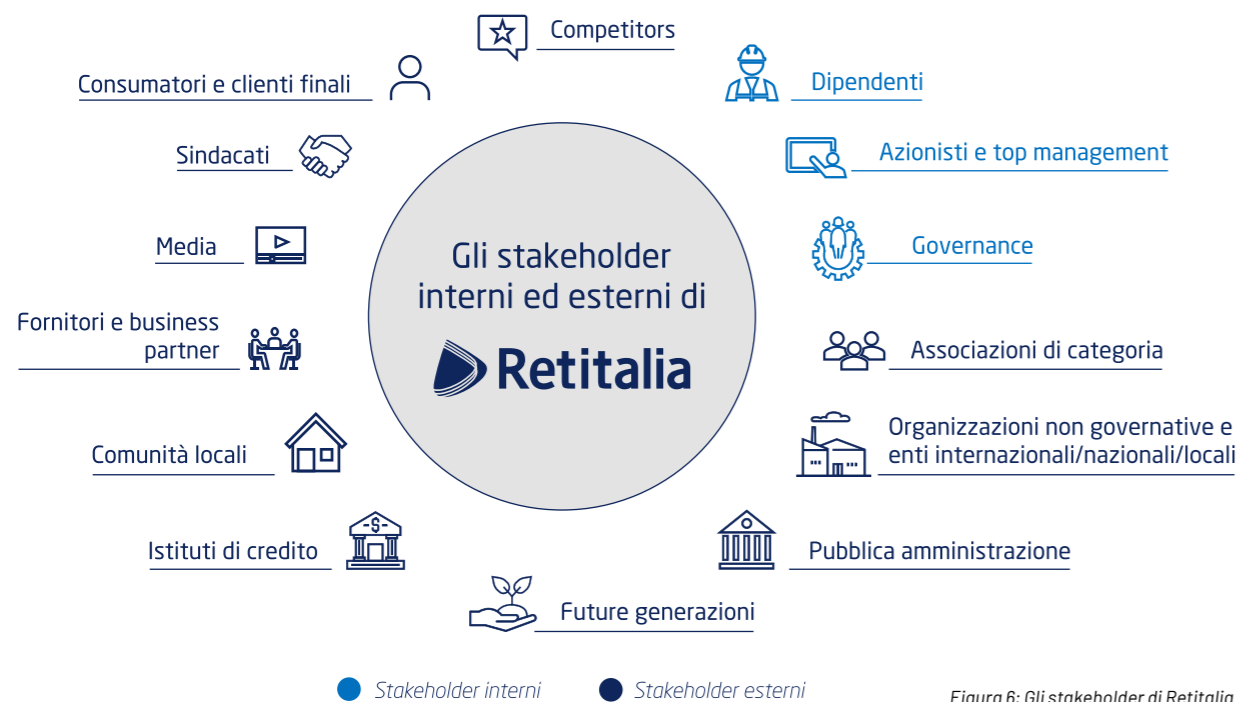 Competitors
Consumatori e clienti finali
Dipendenti
Sindacati
Azionisti e top management
Media
Governance
Gli stakeholder
interni ed esterni di
Retitalia
Fornitori e business
partner
Associazioni di categoria
Comunità locali
Organizzazioni non governative e
enti internazionali/nazionali/locali
Istituti di credito
-$-
Pubblica amministrazione
Future generazioni
Stakeholder interni
Stakeholder esterni
Figura 6: Gli stakeholder di Retitalia